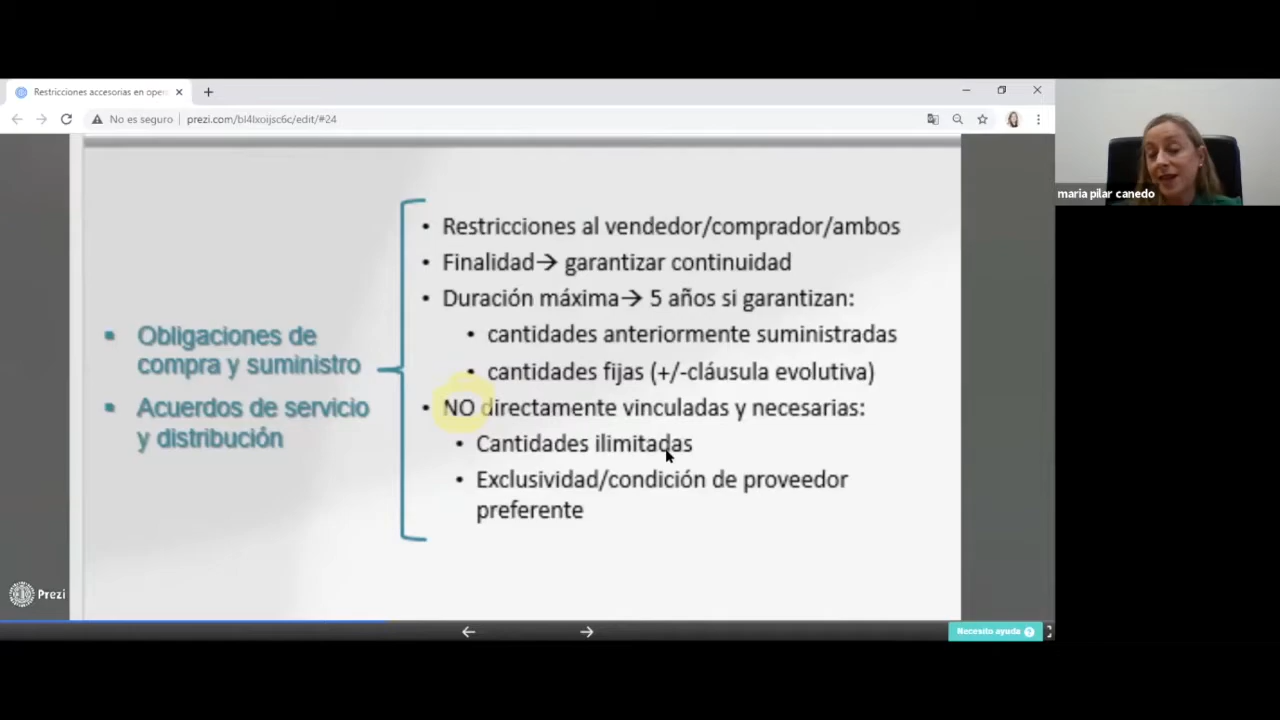 Restricciones accesorias en oper
No es seguro
prezi.com/bl4lxoijsc6c/edit/#24
maria pilar canedo
Obligaciones de
compra y suministro
Acuerdos de servicio
y distribución
• Restricciones al vendedor/comprador/ambos
• Finalidad→ garantizar continuidad
• Duración máxima→ 5 años si garantizan:
• cantidades anteriormente suministradas
• cantidades fijas (+/-cláusula evolutiva)
• NO directamente vinculadas y necesarias:
• Cantidades ilimitadas
• Exclusividad/condición de proveedor
preferente
Prezi
Necesito ayuda